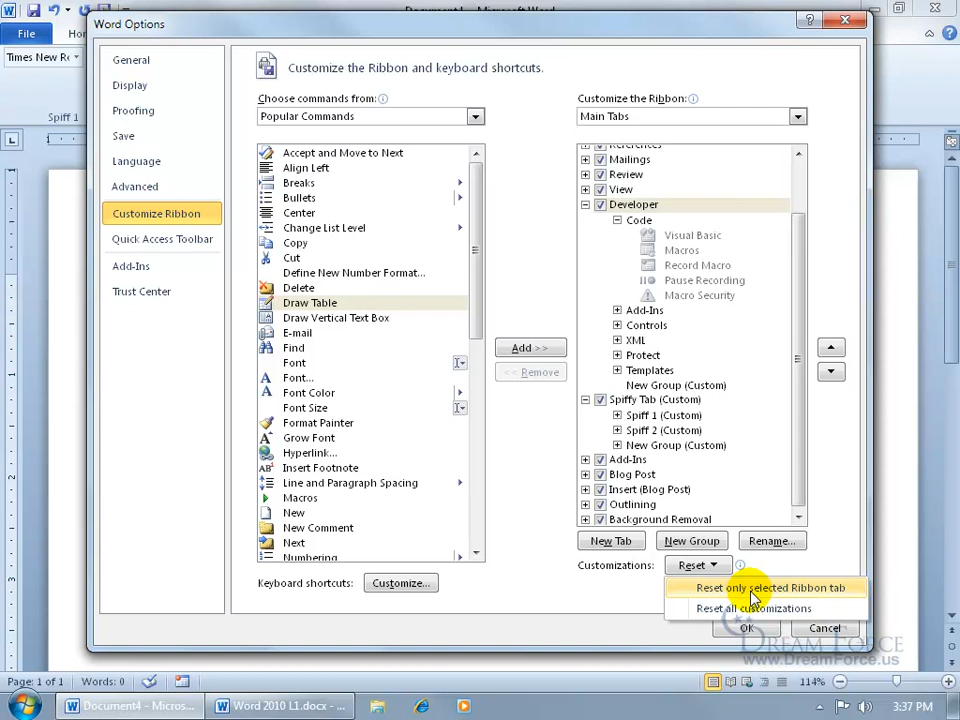 Word Options
File
Times New R
Spiff 1
General
Display
Proofing
Save
Language
Advanced
Customize Ribbon
Quick Access Toolbar
Add-Ins
Trust Center
Customize the Ribbon and keyboard shortcuts.
Choose commands from:
Popular Commands
Accept and Move to Next
Align Left
Breaks
Bullets
Center
Change List Level
Copy
Cut
Define New Number Format...
Delete
Draw Table
Draw Vertical Text Box
E-mail
Find
Font
Font...
Font Color
Font Size
Format Painter
Grow Font
Hyperlink...
Insert Footnote
Line and Paragraph Spacing
Macros
New
New Comment
Next
Numbering
Keyboard shortcuts: Customize...
Add >>
<< Remove
Customize the Ribbon:
Main Tabs
References
Mailings
Review
View
Developer
Code
Visual Basic
Macros
Record Macro
Pause Recording
Macro Security
Add-Ins
Controls
XML
Protect
Templates
New Group (Custom)
Spiffy Tab (Custom)
Spiff 1 (Custom)
Spiff 2 (Custom)
New Group (Custom)
Add-Ins
Blog Post
Insert (Blog Post)
Outlining
Background Removal
New Tab New Group Rename...
Customizations: Reset
Reset only selected Ribbon tab
Reset all customizations
OK Cancel
DREAM FORCE
www.DreamForce.us
Page: 1 of 1 Words: 0 114%
Document4 - Micros... Word 2010 L1.docx - ... 3:37 PM